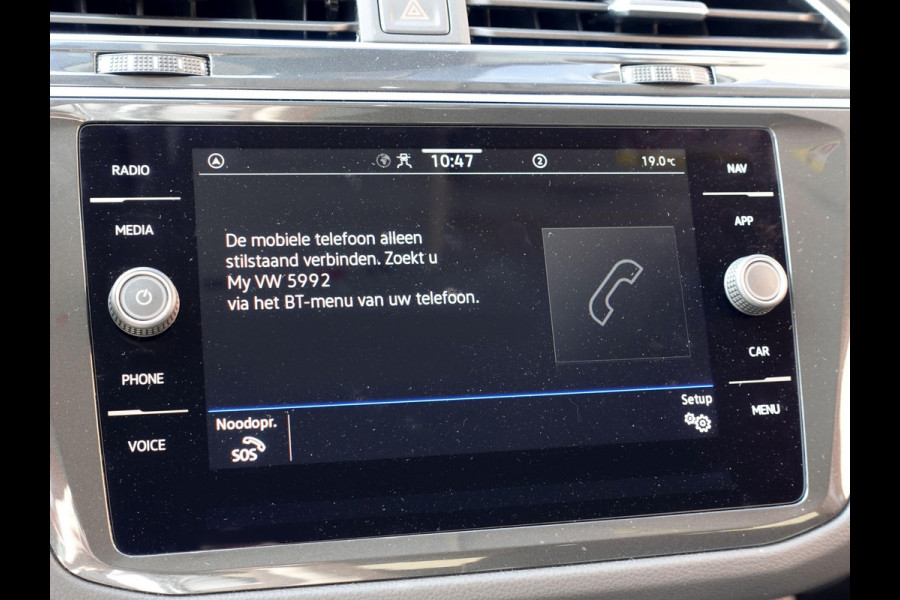 10:47
2
19.0°C
RADIO
MEDIA
PHONE
VOICE
De mobiele telefoon alleen
stilstaand verbinden. Zoekt u
My VW 5992
via het BT-menu van uw telefoon.
Noodopr.
SOS
Setup
NAV
APP
CAR
MENU